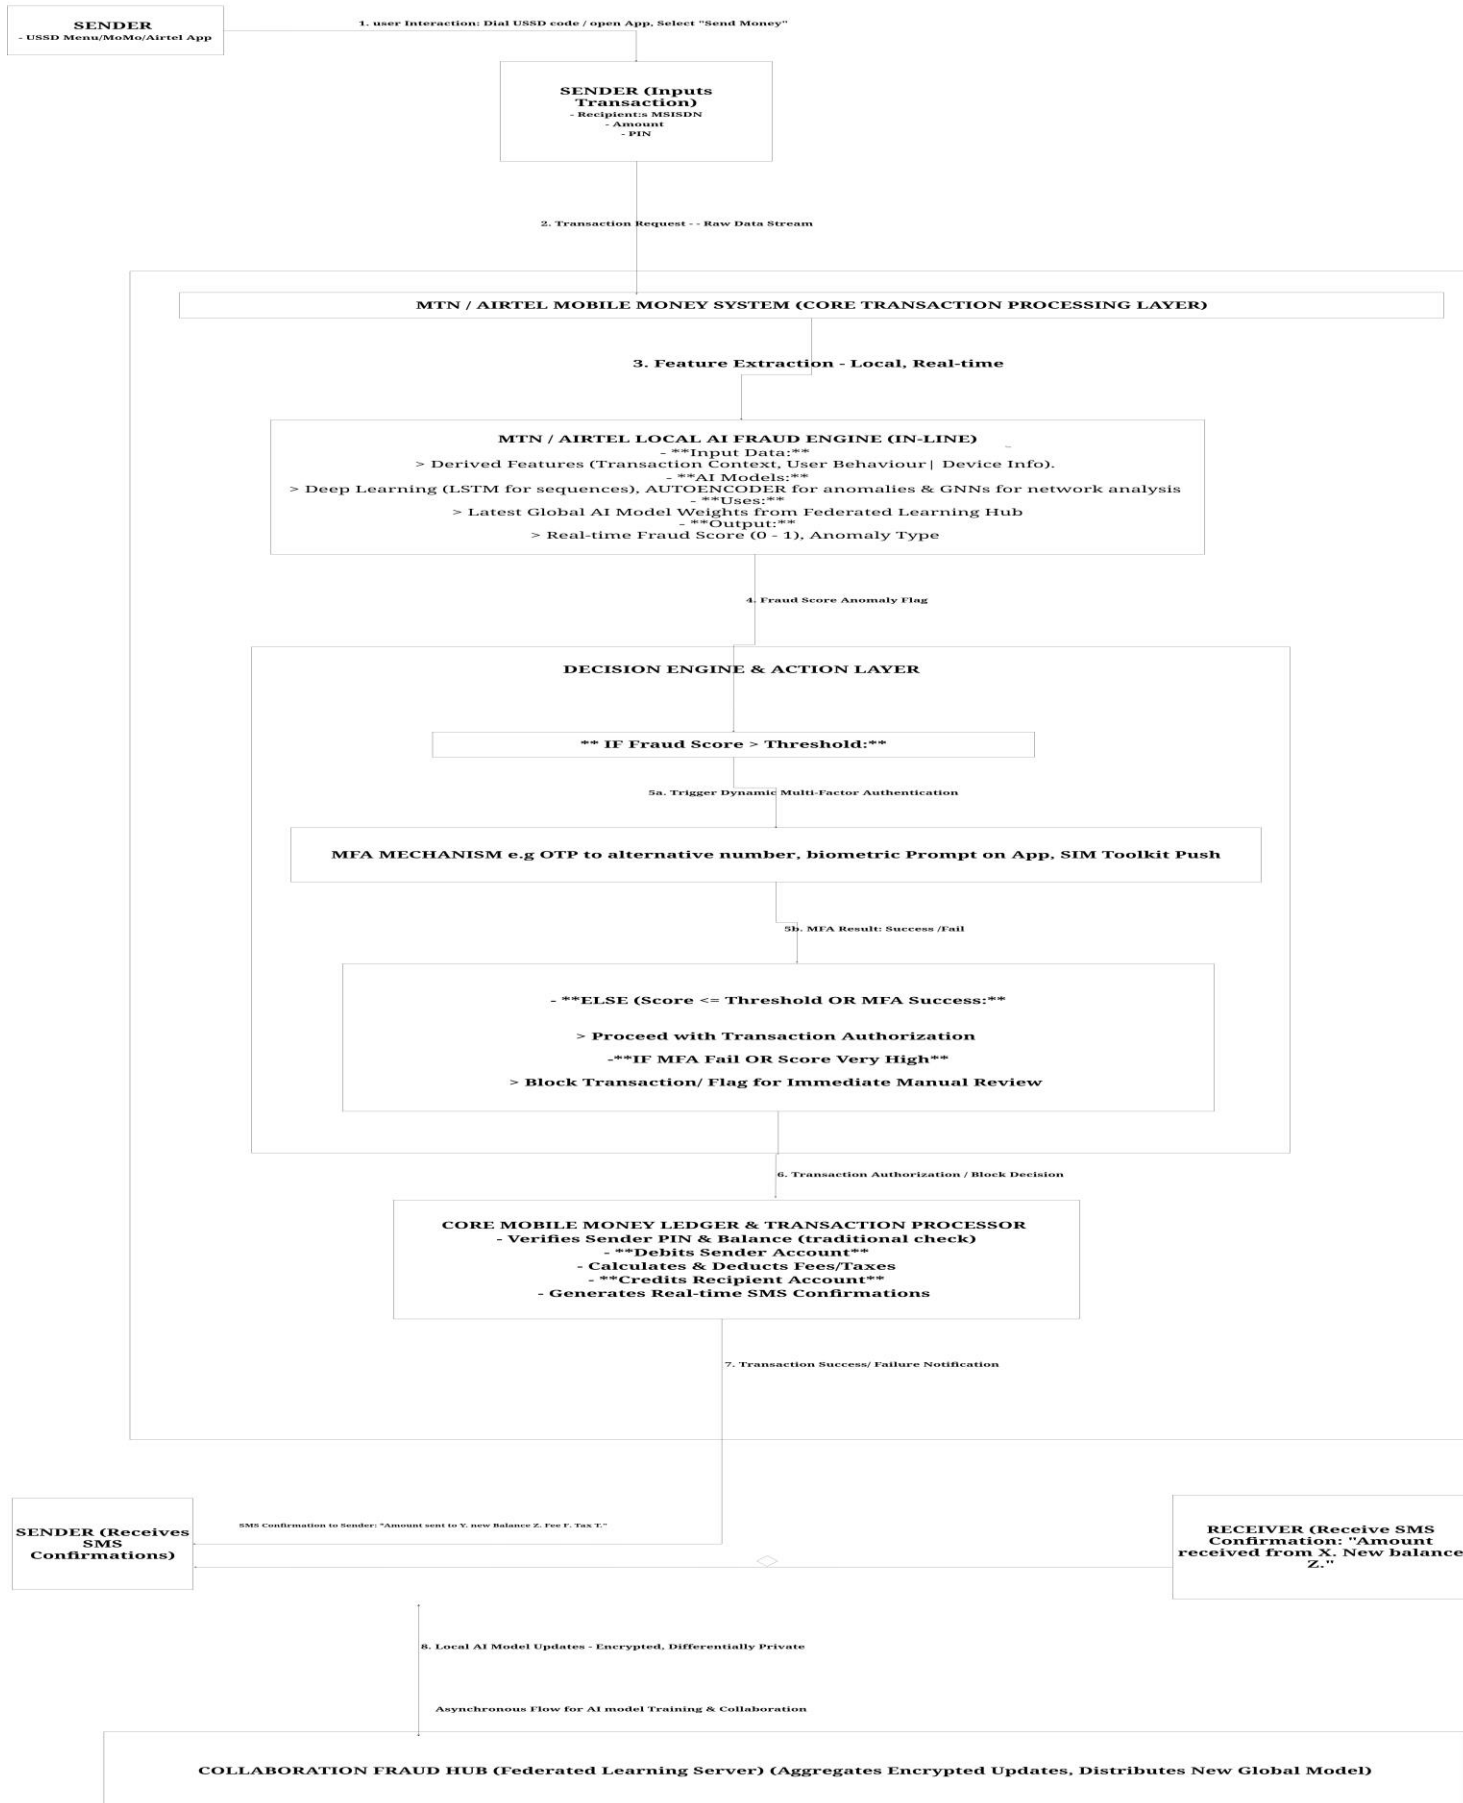 SENDER
- USSD Menu/MoMo/Airtel App
1. user Interaction: Dial USSD code / open App, Select "Send Money"
SENDER (Inputs
Transaction)
- Recipient:s MSISDN
- Amount
- PIN
2. Transaction Request - - Raw Data Stream
MTN / AIRTEL MOBILE MONEY SYSTEM (CORE TRANSACTION PROCESSING LAYER)
3. Feature Extraction - Local, Real-time
MTN / AIRTEL LOCAL AI FRAUD ENGINE (IN-LINE)
- **Input Data:**
> Derived Features (Transaction Context, User Behaviour| Device Info).
- **AI Models:**
> Deep Learning (LSTM for sequences), AUTOENCODER for anomalies & GNNs for network analysis
- **Uses:**
> Latest Global AI Model Weights from Federated Learning Hub
- **Output:**
> Real-time Fraud Score (0 - 1), Anomaly Type
4. Fraud Score Anomaly Flag
DECISION ENGINE & ACTION LAYER
** IF Fraud Score > Threshold:**
5a. Trigger Dynamic Multi-Factor Authentication
MFA MECHANISM e.g OTP to alternative number, biometric Prompt on App, SIM Toolkit Push
5b. MFA Result: Success /Fail
- **ELSE (Score <= Threshold OR MFA Success:**
> Proceed with Transaction Authorization
-**IF MFA Fail OR Score Very High**
> Block Transaction/ Flag for Immediate Manual Review
6. Transaction Authorization / Block Decision
CORE MOBILE MONEY LEDGER & TRANSACTION PROCESSOR
- Verifies Sender PIN & Balance (traditional check)
- **Debits Sender Account**
- Calculates & Deducts Fees/Taxes
- **Credits Recipient Account**
- Generates Real-time SMS Confirmations
7. Transaction Success/ Failure Notification
SENDER (Receives
SMS
Confirmations)
SMS Confirmation to Sender: "Amount sent to Y. new Balance Z. Fee F. Tax T."
RECEIVER (Receive SMS
Confirmation: "Amount
received from X. New balance
Z."
8. Local AI Model Updates - Encrypted, Differentially Private
Asynchronous Flow for AI model Training & Collaboration
COLLABORATION FRAUD HUB (Federated Learning Server) (Aggregates Encrypted Updates, Distributes New Global Model)